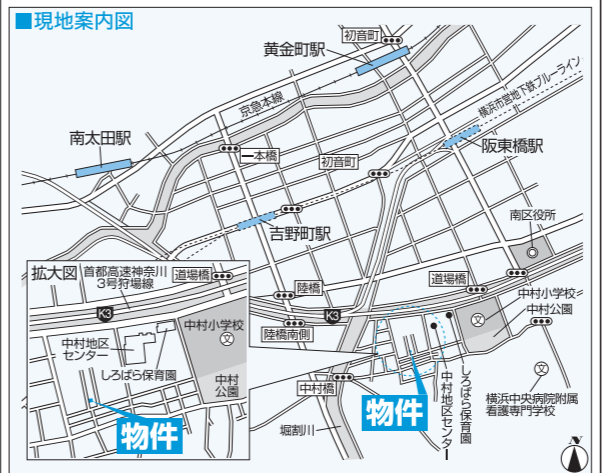 ■現地案内図
初音町
黄金町駅
京急本線
横浜市営地下鉄ブルーライン
南太田駅
一本橋
初音町
阪東橋駅
吉野町駅
南区役所
拡大図
首都高速神奈川
3号狩場線
道場橋
中村小学校
文
中村地区
センター
しろばら保育園
中村
公園
物件
陸橋
K3
陸橋南側
K3
道場橋
中村小学校
中村公園
文
中村橋
物件
しろばら保育園
中村地区センター
堀割川
文
横浜中央病院附属
看護専門学校
N